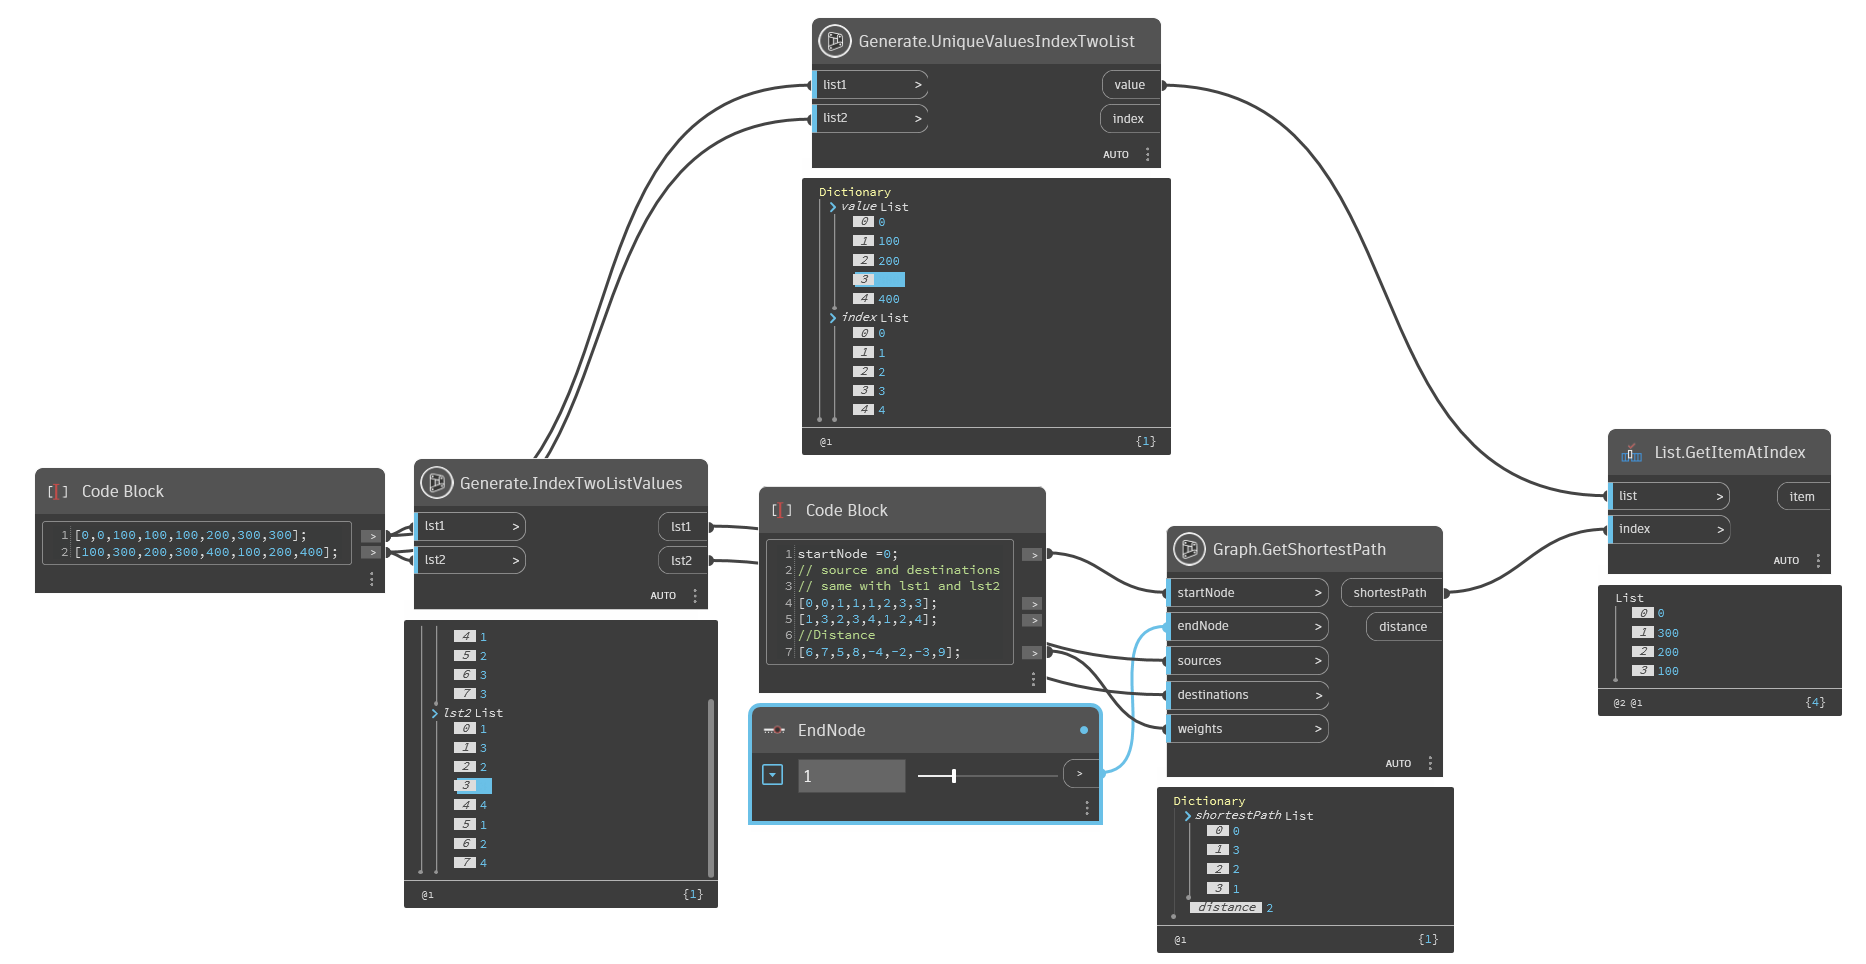 Generate.UniqueValuesIndexTwoList
list1 > value
list2 > index
AUTO
Dictionary
value List
0 0
1 100
2 200
3
4 400
index List
0 0
1 1
2 2
3 3
4 4
@1 {1}
Code Block
1 [0,0,100,100,100,200,300,300]; >
2 [100,300,200,300,400,100,200,400]; >
Generate.IndexTwoListValues
lst1 > lst1
lst2 > lst2
AUTO
4 1
5 2
6 3
7 3
lst2 List
0 1
1 3
2 2
3
4 4
5 1
6 2
7 4
@1 {1}
Code Block
1 startNode =0; >
2 // source and destinations
3 // same with lst1 and lst2
4 [0,0,1,1,1,2,3,3]; >
5 [1,3,2,3,4,1,2,4]; >
6 //Distance
7 [6,7,5,8,-4,-2,-3,9]; >
EndNode
1 >
Graph.GetShortestPath
startNode > shortestPath
endNode > distance
sources >
destinations >
weights >
AUTO
Dictionary
shortestPath List
0 0
1 3
2 2
3 1
distance 2
@1 {1}
List.GetItemAtIndex
list > item
index >
AUTO
List
0 0
1 300
2 200
3 100
@2 @1 {4}